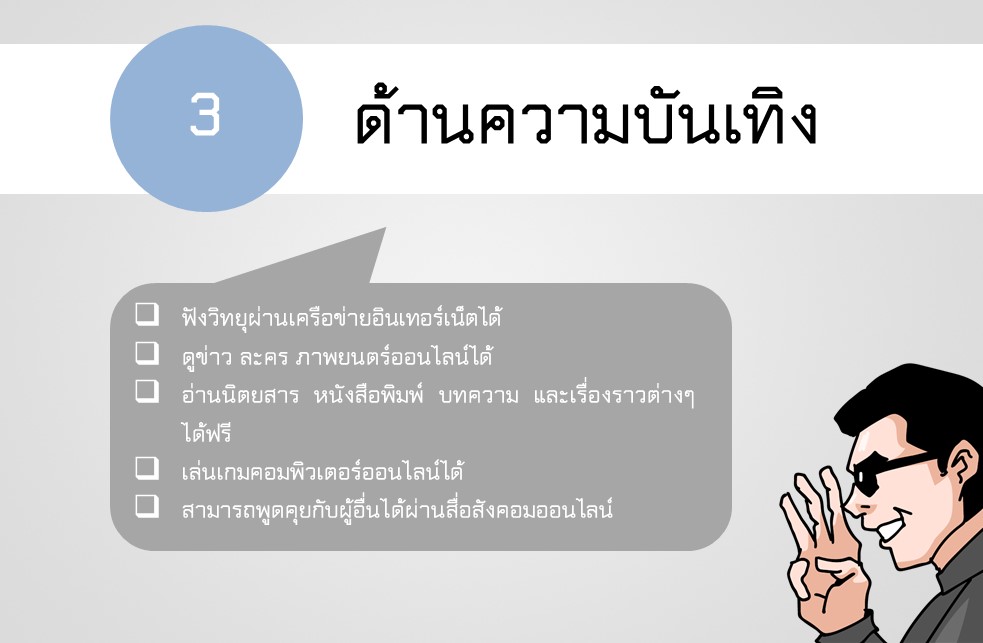 3
ด้านความบันเทิง
❑ ฟังวิทยุผ่านเครือข่ายอินเทอร์เน็ตได้
❑ ดูข่าว ละคร ภาพยนตร์ออนไลน์ได้
❑ อ่านนิตยสาร หนังสือพิมพ์ บทความ และเรื่องราวต่างๆ
ได้ฟรี
❑ เล่นเกมคอมพิวเตอร์ออนไลน์ได้
❑ สามารถพูดคุยกับผู้อื่นได้ผ่านสื่อสังคอมออนไลน์